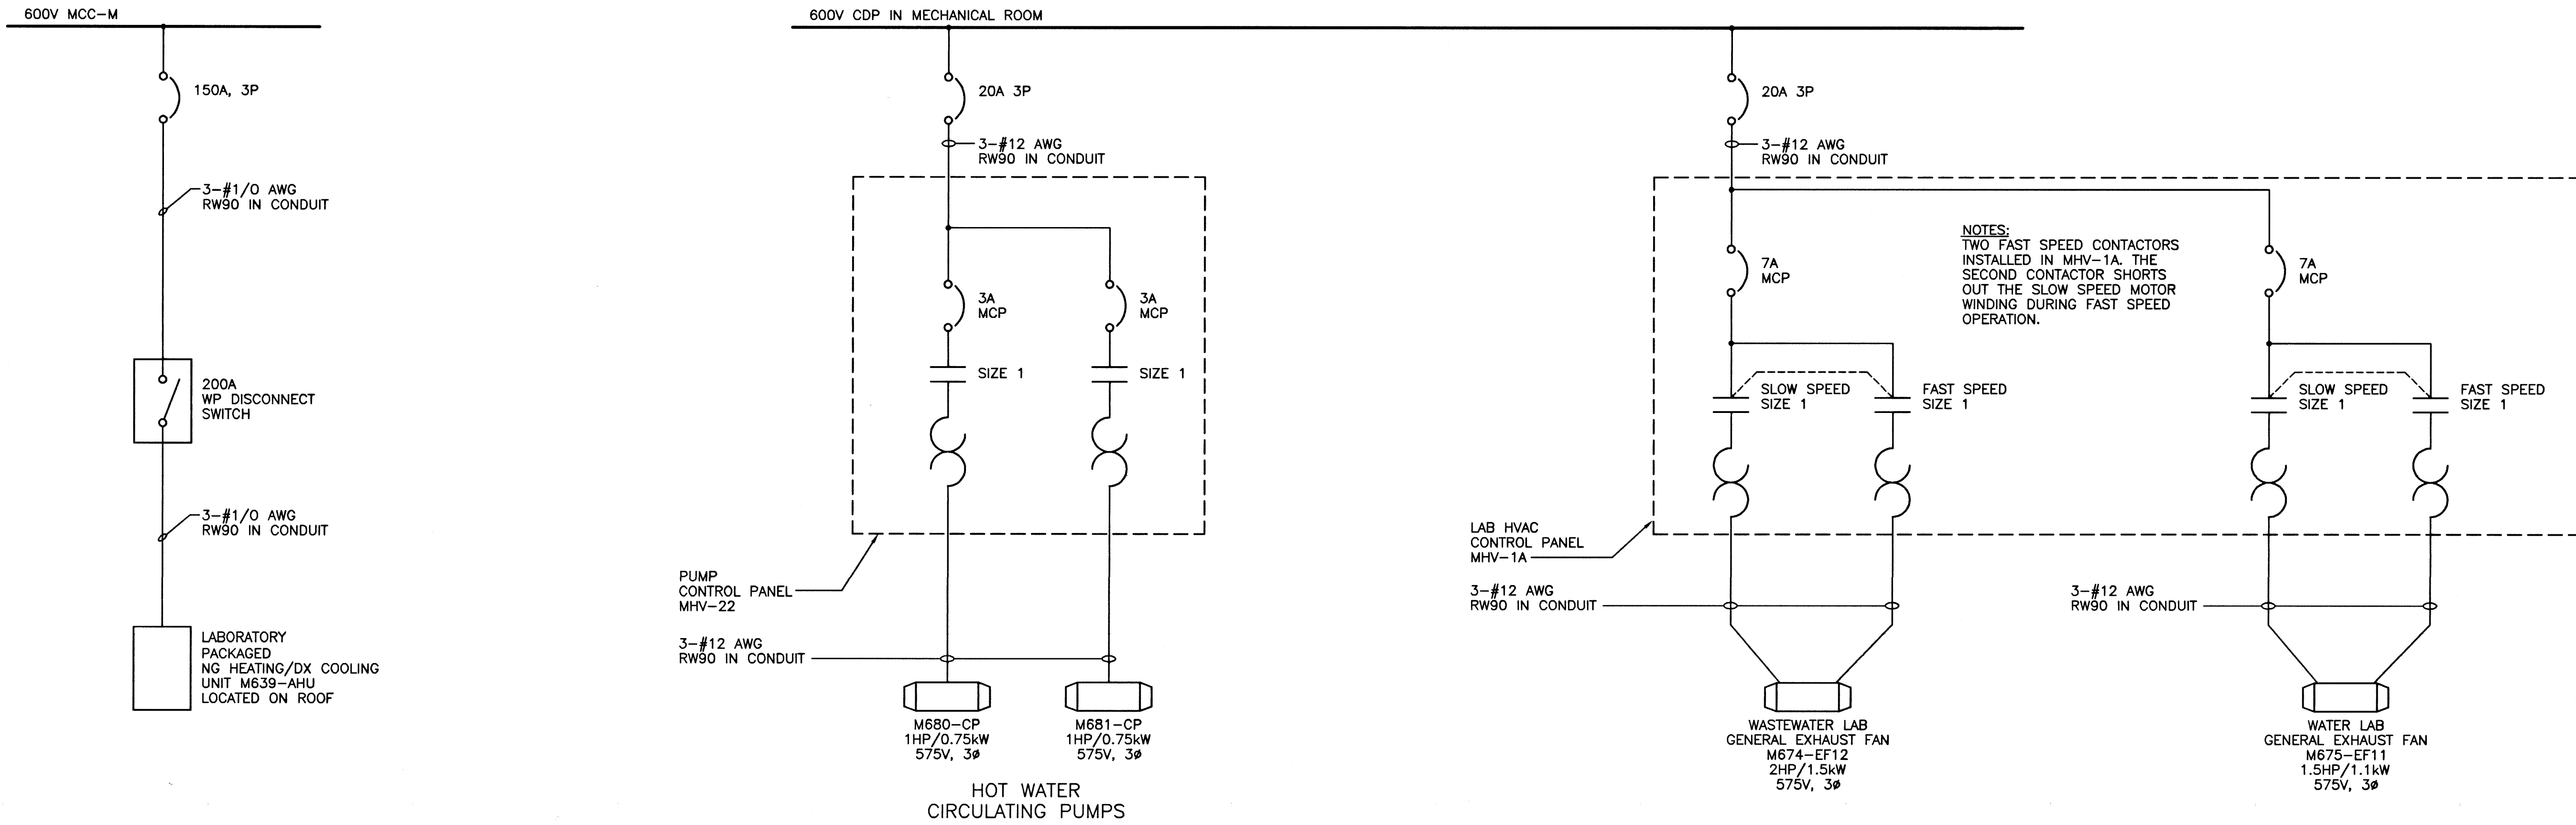 600V MCC-M
150A, 3P
3-#1/0 AWG
RW90 IN CONDUIT
200A
WP DISCONNECT
SWITCH
3-#1/0 AWG
RW90 IN CONDUIT
LABORATORY
PACKAGED
NG HEATING/DX COOLING
UNIT M639-AHU
LOCATED ON ROOF
600V CDP IN MECHANICAL ROOM
20A 3P
3-#12 AWG
RW90 IN CONDUIT
3A
MCP
3A
MCP
SIZE 1
SIZE 1
PUMP
CONTROL PANEL
MHV-22
3-#12 AWG
RW90 IN CONDUIT
M680-CP
1HP/0.75kW
575V, 3ø
M681-CP
1HP/0.75kW
575V, 3ø
HOT WATER
CIRCULATING PUMPS
20A 3P
3-#12 AWG
RW90 IN CONDUIT
7A
MCP
NOTES:
TWO FAST SPEED CONTACTORS
INSTALLED IN MHV-1A. THE
SECOND CONTACTOR SHORTS
OUT THE SLOW SPEED MOTOR
WINDING DURING FAST SPEED
OPERATION.
7A
MCP
SLOW SPEED
SIZE 1
FAST SPEED
SIZE 1
SLOW SPEED
SIZE 1
FAST SPEED
SIZE 1
LAB HVAC
CONTROL PANEL
MHV-1A
3-#12 AWG
RW90 IN CONDUIT
3-#12 AWG
RW90 IN CONDUIT
WASTEWATER LAB
GENERAL EXHAUST FAN
M674-EF12
2HP/1.5kW
575V, 3ø
WATER LAB
GENERAL EXHAUST FAN
M675-EF11
1.5HP/1.1kW
575V, 3ø